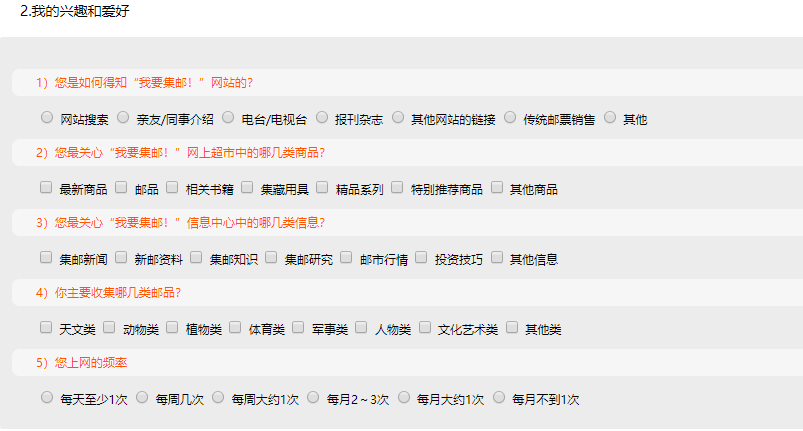 2.我的兴趣和爱好
1）您是如何得知“我要集邮！”网站的?
网站搜索 亲友/同事介绍 电台/电视台 报刊杂志 其他网站的链接 传统邮票销售 其他
2）您最关心“我要集邮！”网上超市中的哪几类商品?
最新商品 邮品 相关书籍 集藏用具 精品系列 特别推荐商品 其他商品
3）您最关心“我要集邮！”信息中心中的哪几类信息?
集邮新闻 新邮资料 集邮知识 集邮研究 邮市行情 投资技巧 其他信息
4）你主要收集哪几类邮品?
天文类 动物类 植物类 体育类 军事类 人物类 文化艺术类 其他类
5）您上网的频率
每天至少1次 每周几次 每周大约1次 每月2～3次 每月大约1次 每月不到1次